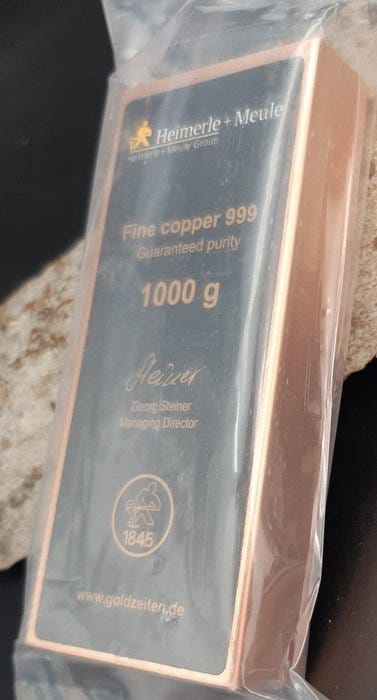 Heimerle + Meule
Heimerle + Meule Group
Fine copper 999
Guaranteed purity
1000 g
Steiner
Georg Steiner
Managing Director
1845
www.goldzeiten.de